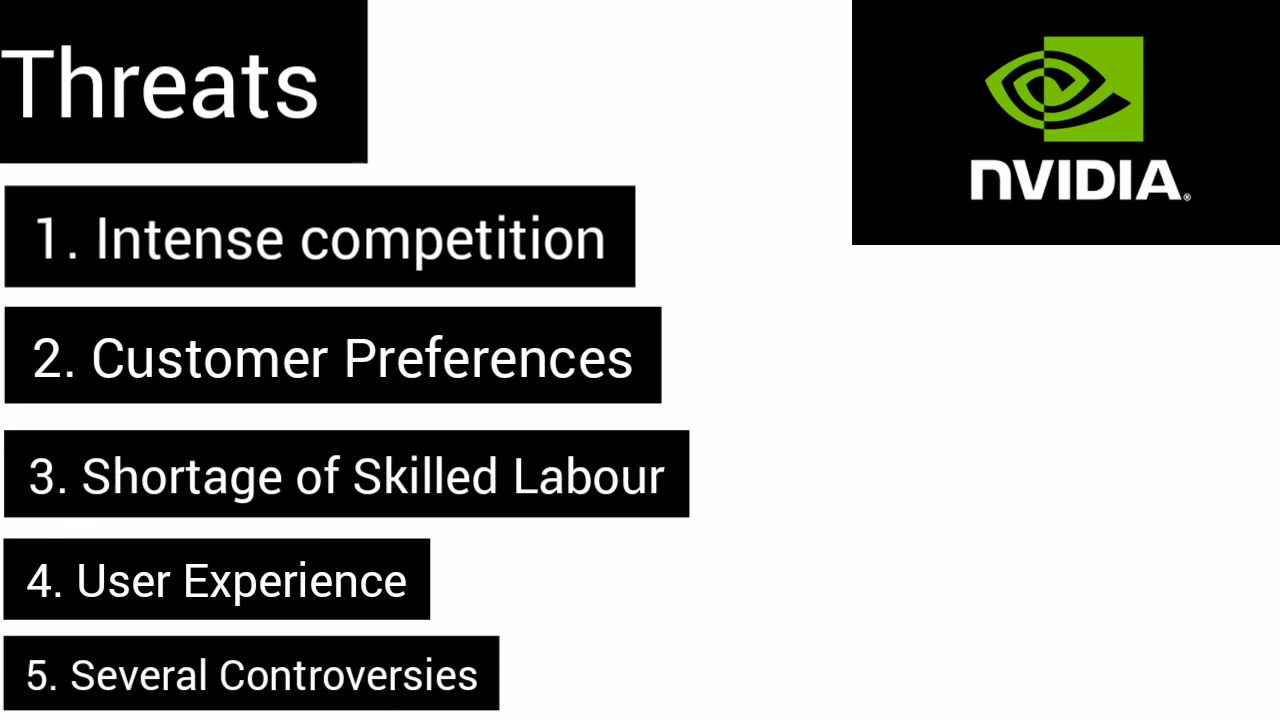 Threats
NVIDIA®
1. Intense competition
2. Customer Preferences
3. Shortage of Skilled Labour
4. User Experience
5. Several Controversies